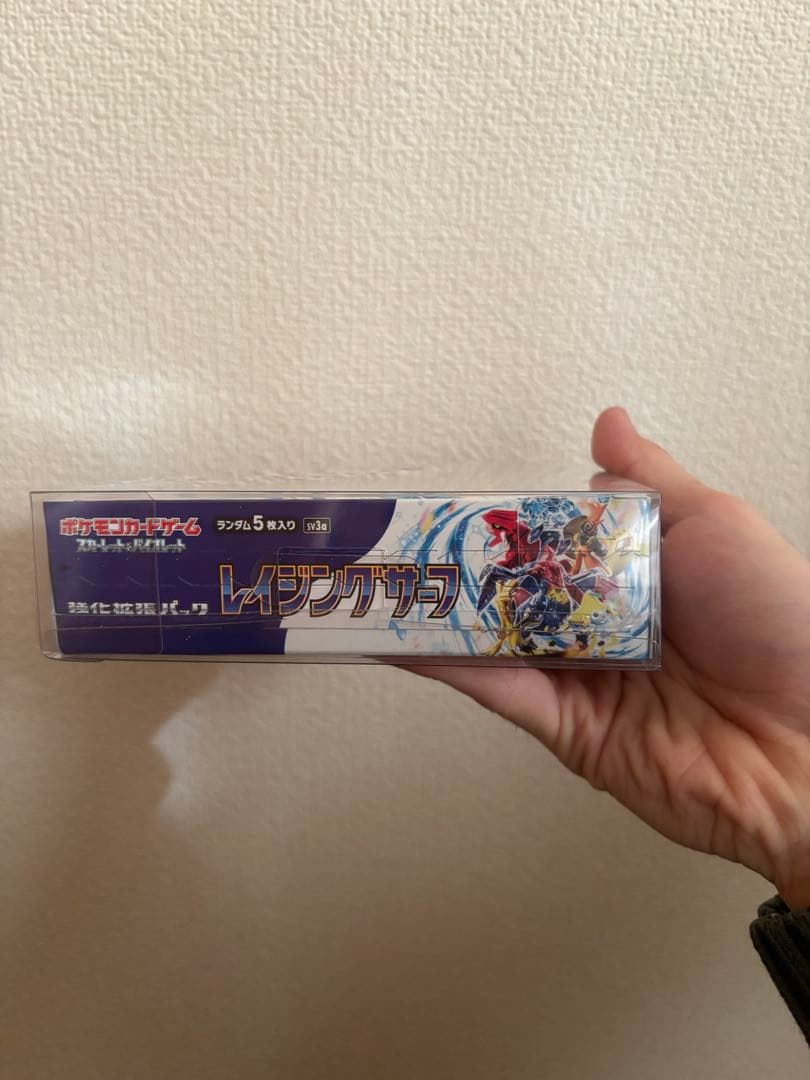 ポケモンカードゲーム
スカーレット&バイオレット
ランダム5枚入り
SV3a
強化拡張パック
レイジングサーフ